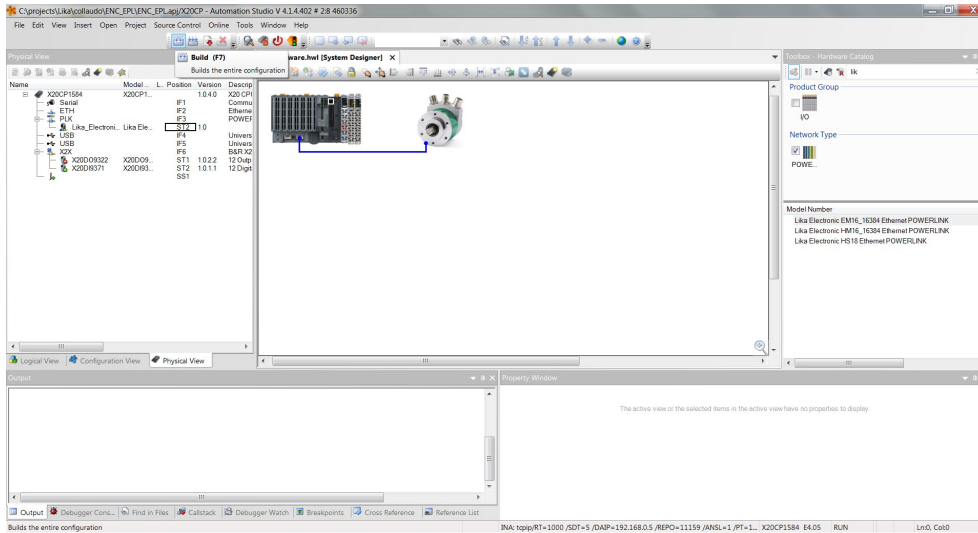 C:\projects\Lika\collaudo\ENC_EPL\ENC_EPL.apj/X20CP - Automation Studio V 4.1.4.402 # 2:8 460336
File Edit View Insert Open Project Source Control Online Tools Window Help
Physical View
Build (F7)
Builds the entire configuration
ware.hwl [System Designer]
Toolbox - Hardware Catalog
lik
Name Model ... L.. Position Version Descrip
X20CP1584 X20CP1... 1.0.4.0 X20 CPI
Serial IF1 Commu
ETH IF2 Etherne
PLK IF3 POWEF
Lika_Electroni... Lika Ele... ST2 1.0
USB IF4 Univers
USB IF5 Univers
X2X IF6 B&R X2
X20DO9322 X20DO9... ST1 1.0.2.2 12 Outp
X20DI9371 X20DI93... ST2 1.0.1.1 12 Digit
SS1
Product Group
I/O
Network Type
POWE...
Model Number
Lika Electronic EM16_16384 Ethernet POWERLINK
Lika Electronic HM16_16384 Ethernet POWERLINK
Lika Electronic HS18 Ethernet POWERLINK
Logical View Configuration View Physical View
Output
Property Window
The active view or the selected items in the active view have no properties to display.
Output Debugger Cons... Find in Files Callstack Debugger Watch Breakpoints Cross Reference Reference List
Builds the entire configuration
INA: tcpip/RT=1000 /SDT=5 /DAIP=192.168.0.5 /REPO=11159 /ANSL=1 /PT=1... X20CP1584 E4.05 RUN Ln:0, Col:0